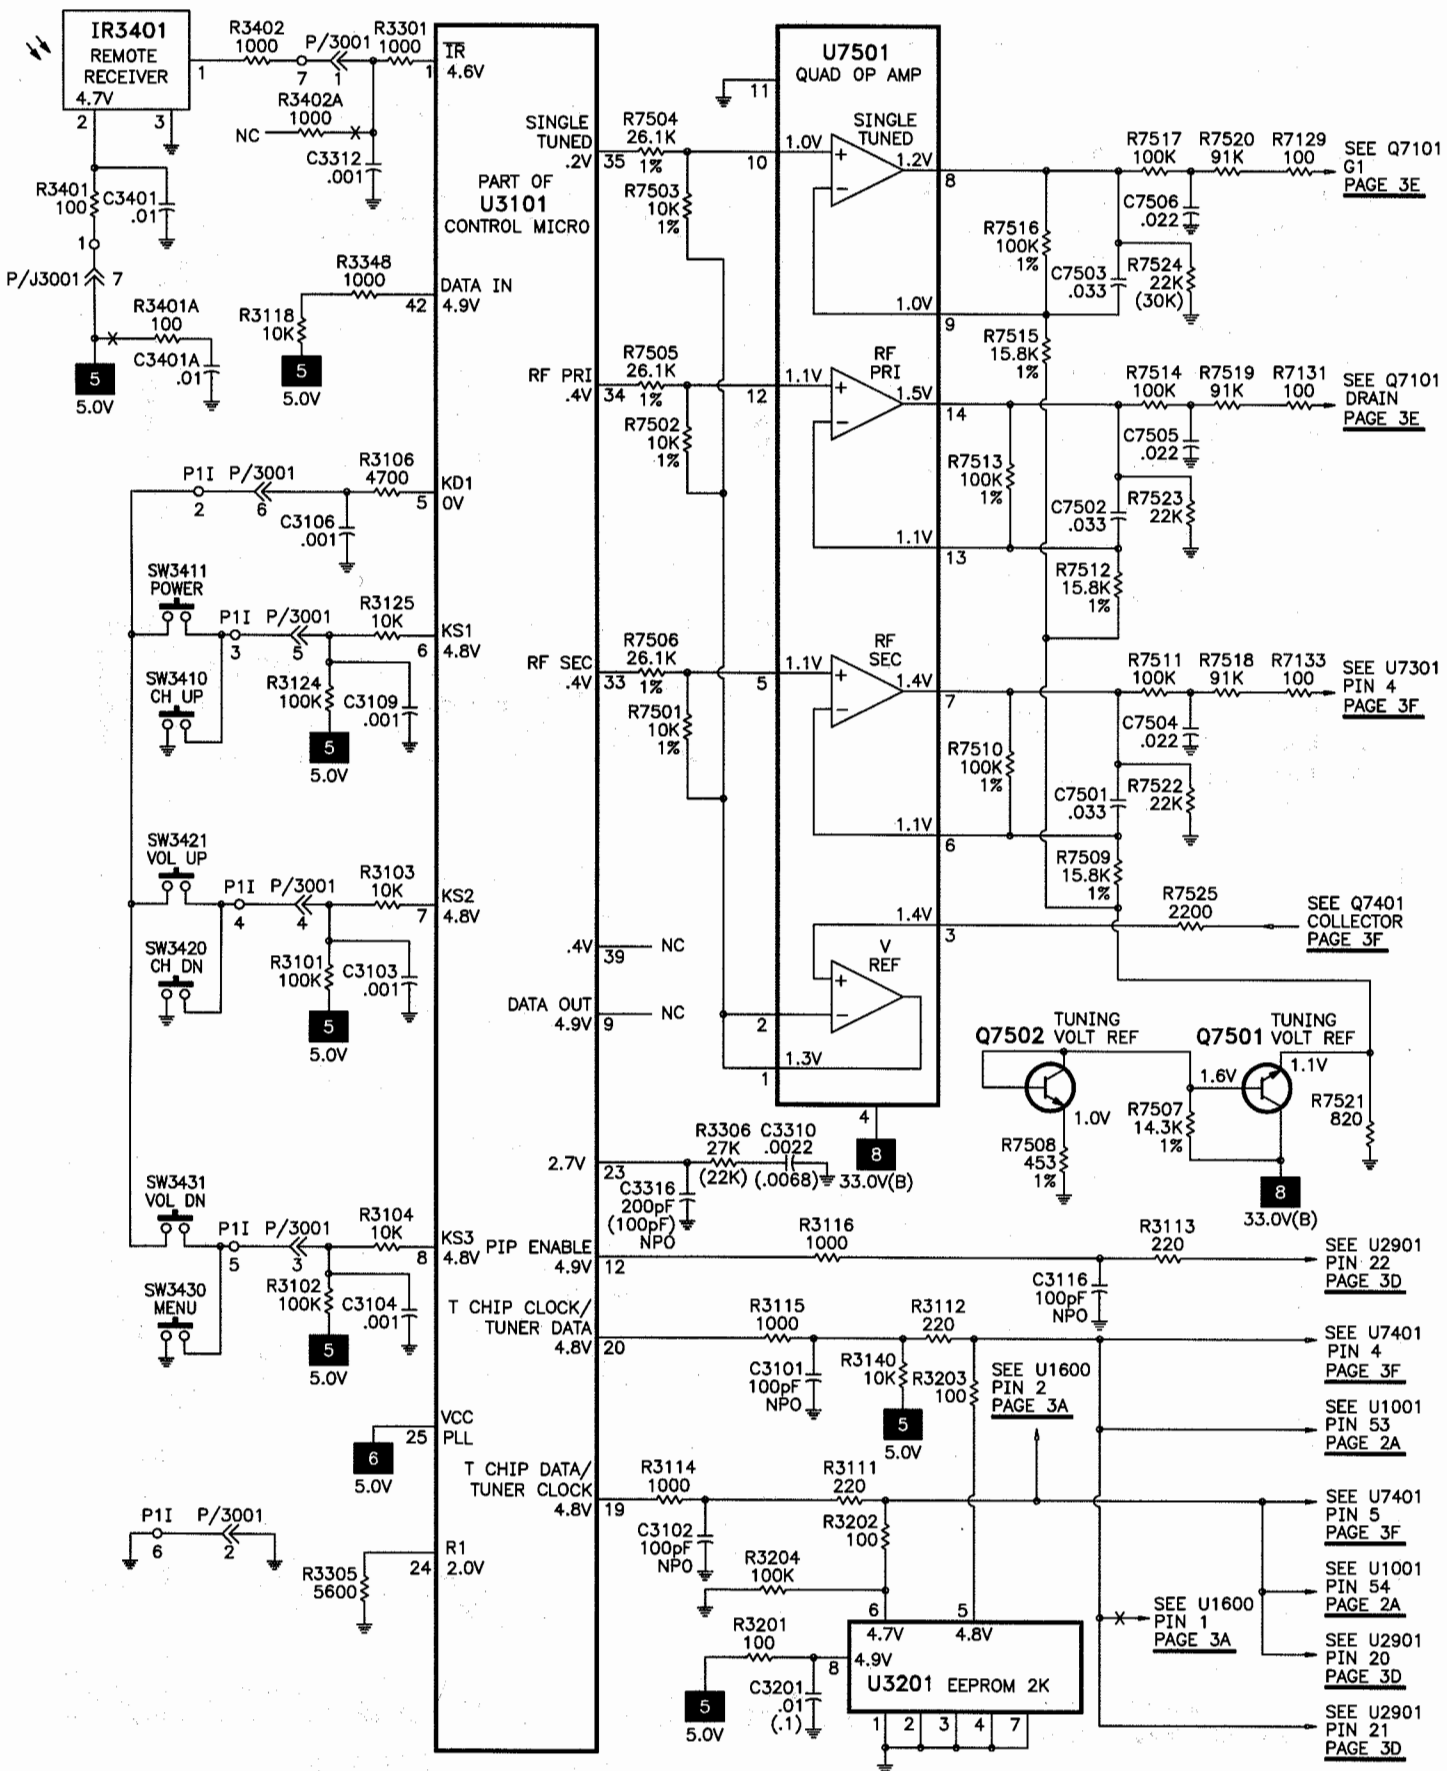 IR3401
REMOTE
RECEIVER
4.7V
1
2
3
R3402
1000
7
P/3001
1
R3301
1000
1
IR
4.6V
R3402A
1000
NC
C3312
.001
R3401
100
C3401
.01
1
P/J3001
7
R3401A
100
C3401A
.01
5
5.0V
R3348
1000
R3118
10K
5
5.0V
42
DATA IN
4.9V
PART OF
U3101
CONTROL MICRO
P1I
2
P/3001
6
R3106
4700
C3106
.001
5
KD1
0V
SW3411
POWER
SW3410
CH UP
P1I
3
P/3001
5
R3125
10K
R3124
100K
C3109
.001
5
5.0V
6
KS1
4.8V
SW3421
VOL UP
SW3420
CH DN
P1I
4
P/3001
4
R3103
10K
R3101
100K
C3103
.001
5
5.0V
7
KS2
4.8V
SW3431
VOL DN
SW3430
MENU
P1I
5
P/3001
3
R3104
10K
R3102
100K
C3104
.001
5
5.0V
8
KS3
4.8V
6
5.0V
25
VCC
PLL
P1I
6
P/3001
2
R3305
5600
24
R1
2.0V
SINGLE
TUNED
.2V
35
R7504
26.1K
1%
R7503
10K
1%
RF PRI
.4V
34
R7505
26.1K
1%
R7502
10K
1%
RF SEC
.4V
33
R7506
26.1K
1%
R7501
10K
1%
.4V
39
NC
DATA OUT
4.9V
9
NC
2.7V
23
R3306
27K
(22K)
C3310
.0022
(.0068)
C3316
200pF
(100pF)
NPO
PIP ENABLE
4.9V
12
R3116
1000
R3113
220
C3116
100pF
NPO
SEE U2901
PIN 22
PAGE 3D
T CHIP CLOCK/
TUNER DATA
4.8V
20
R3115
1000
R3112
220
C3101
100pF
NPO
R3140
10K
5
5.0V
R3203
100
SEE U1600
PIN 2
PAGE 3A
SEE U7401
PIN 4
PAGE 3F
SEE U1001
PIN 53
PAGE 2A
T CHIP DATA/
TUNER CLOCK
4.8V
19
R3114
1000
R3111
220
C3102
100pF
NPO
R3202
100
R3204
100K
SEE U7401
PIN 5
PAGE 3F
SEE U1001
PIN 54
PAGE 2A
SEE U1600
PIN 1
PAGE 3A
SEE U2901
PIN 20
PAGE 3D
SEE U2901
PIN 21
PAGE 3D
R3201
100
5
5.0V
C3201
.01
(.1)
6
4.7V
5
4.8V
8
4.9V
U3201 EEPROM 2K
1
2
3
4
7
U7501
QUAD OP AMP
11
10
1.0V
SINGLE
TUNED
+
−
1.2V
8
1.0V
9
12
1.1V
RF
PRI
+
−
1.5V
14
1.1V
13
5
1.1V
RF
SEC
+
−
1.4V
7
1.1V
6
1.4V
3
V
REF
+
−
2
1.3V
1
4
8
33.0V(B)
R7517
100K
R7520
91K
R7129
100
SEE Q7101
G1
PAGE 3E
C7506
.022
R7516
100K
1%
C7503
.033
R7524
22K
(30K)
R7515
15.8K
1%
R7514
100K
R7519
91K
R7131
100
SEE Q7101
DRAIN
PAGE 3E
C7505
.022
R7513
100K
1%
C7502
.033
R7523
22K
R7512
15.8K
1%
R7511
100K
R7518
91K
R7133
100
SEE U7301
PIN 4
PAGE 3F
C7504
.022
R7510
100K
1%
C7501
.033
R7522
22K
R7509
15.8K
1%
R7525
2200
SEE Q7401
COLLECTOR
PAGE 3F
Q7502
TUNING
VOLT REF
1.0V
R7508
453
1%
Q7501
TUNING
VOLT REF
1.6V
1.1V
R7507
14.3K
1%
R7521
820
8
33.0V(B)